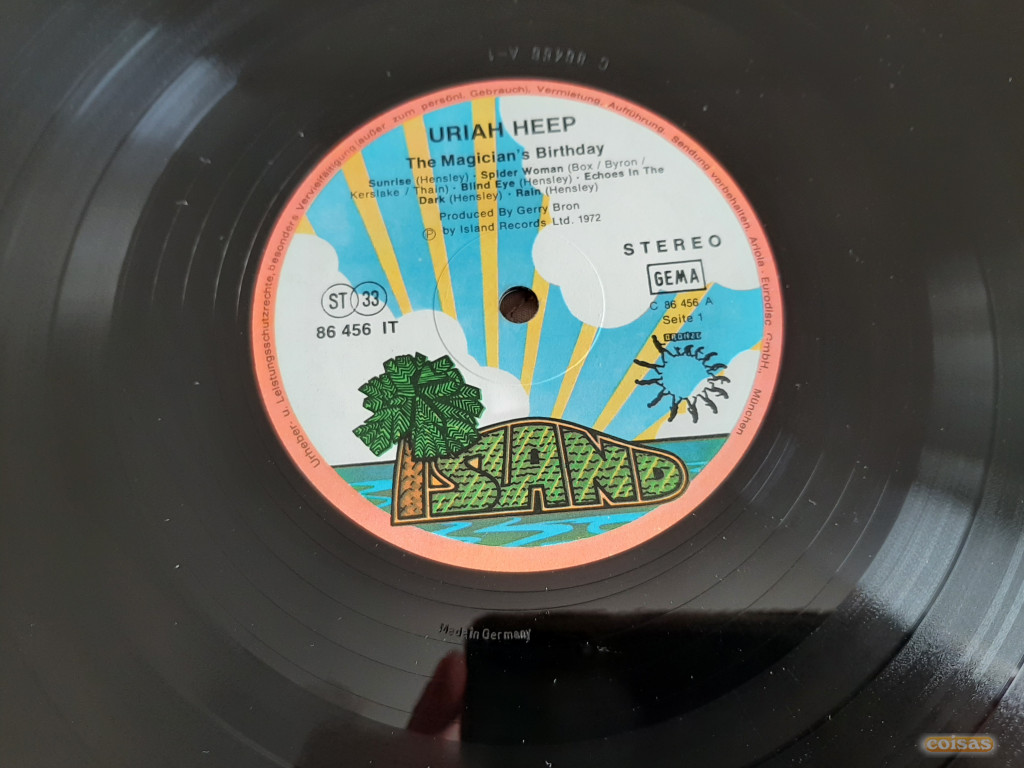 C 86456 A-1
Urheber- u. Leistungsschutzrechte, besonders Vervielfältigung (außer zum persönl. Gebrauch), Vermietung, Aufführung, Sendung vorbehalten. Ariola-Eurodisc GmbH., München
URIAH HEEP
The Magician's Birthday
Sunrise (Hensley) · Spider Woman (Box / Byron /
Kerslake / Thain) · Blind Eye (Hensley) · Echoes In The
Dark (Hensley) · Rain (Hensley)
Produced By Gerry Bron
Ⓟ by Island Records Ltd. 1972
STEREO
GEMA
ST 33
C 86 456 A
86 456 IT
Seite 1
BRONZE
ISLAND
Made in Germany
coisas